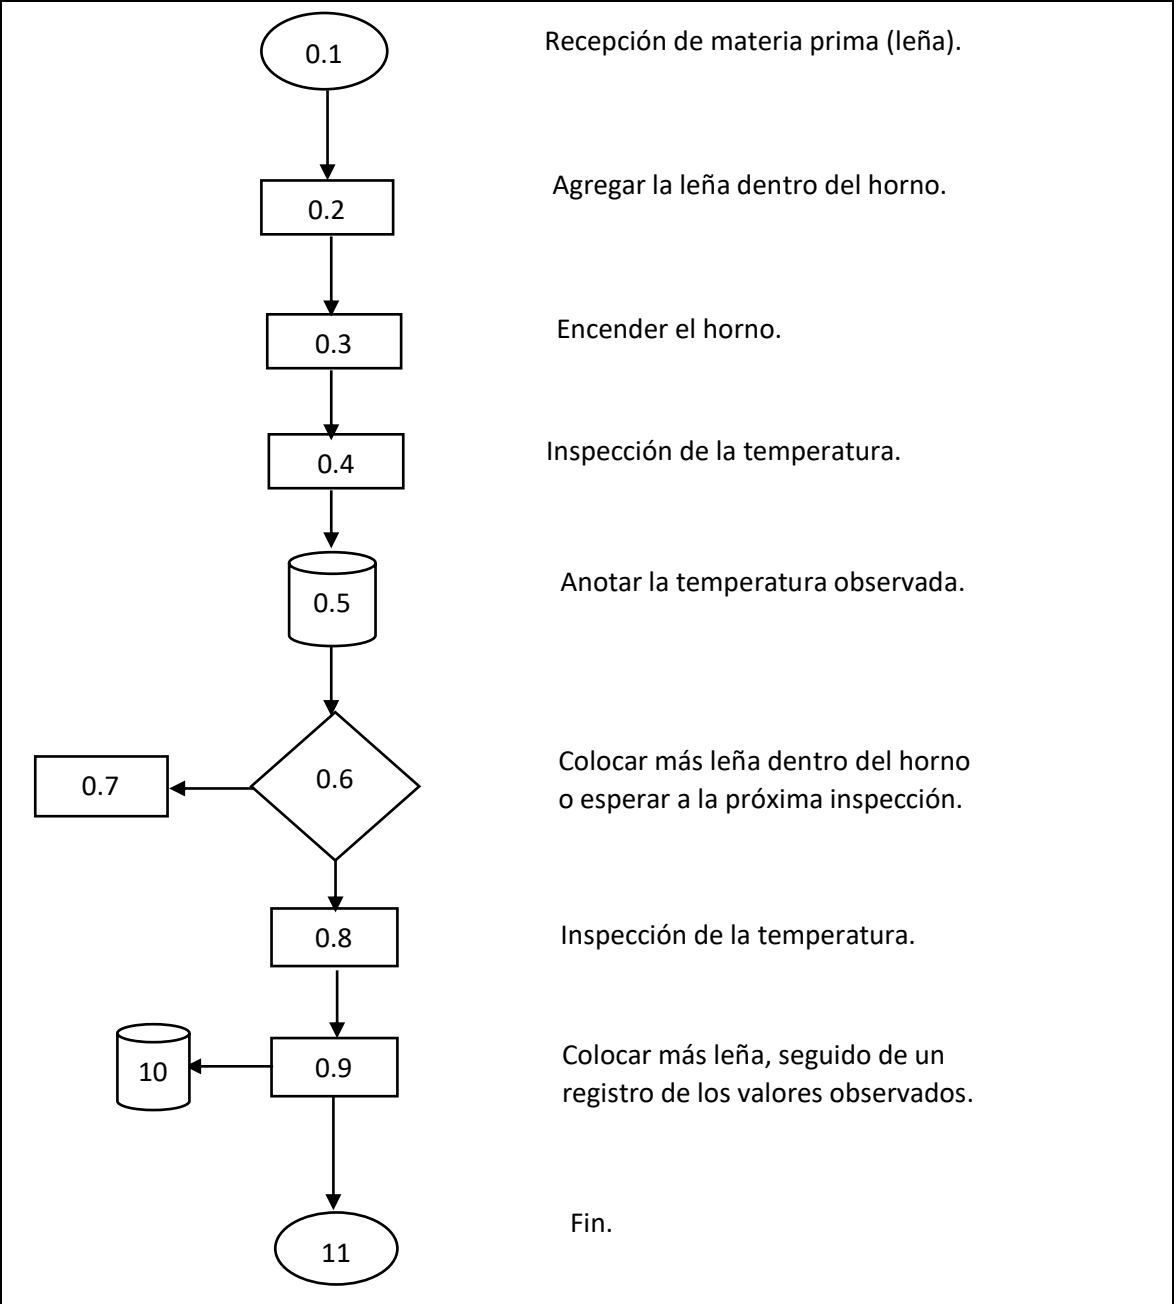 0.1
Recepción de materia prima (leña).
0.2
Agregar la leña dentro del horno.
0.3
Encender el horno.
0.4
Inspección de la temperatura.
0.5
Anotar la temperatura observada.
0.7
0.6
Colocar más leña dentro del horno
o esperar a la próxima inspección.
0.8
Inspección de la temperatura.
10
0.9
Colocar más leña, seguido de un
registro de los valores observados.
11
Fin.